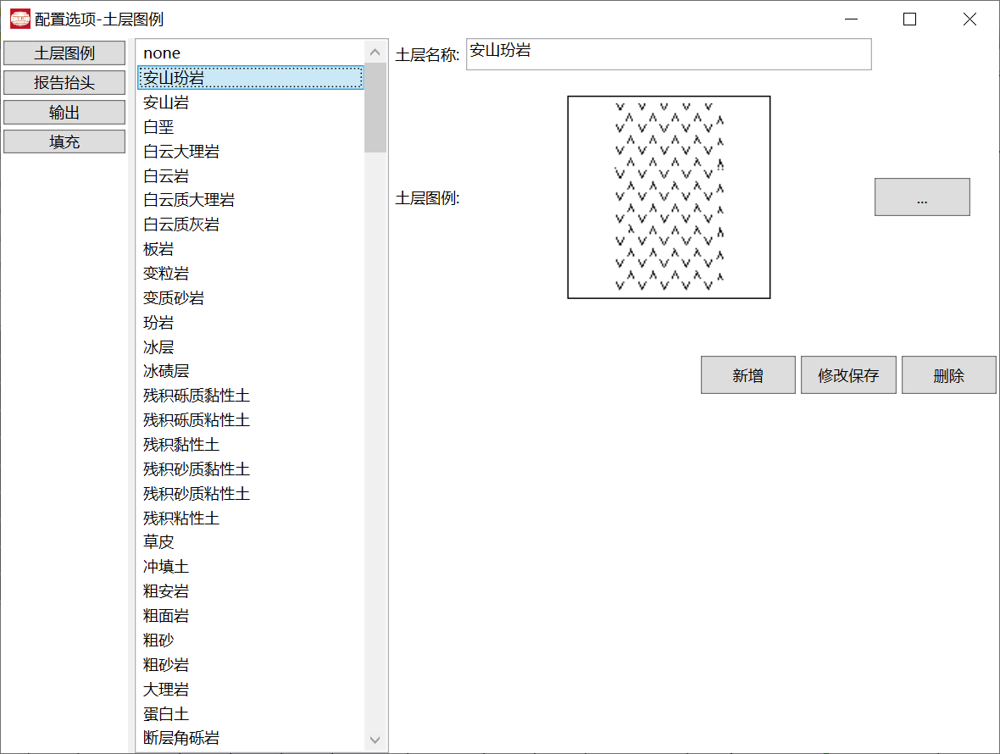 配置选项-土层图例
土层图例
报告抬头
输出
填充
none
安山玢岩
安山岩
白垩
白云大理岩
白云岩
白云质大理岩
白云质灰岩
板岩
变粒岩
变质砂岩
玢岩
冰层
冰碛层
残积砾质黏性土
残积砾质粘性土
残积黏性土
残积砂质黏性土
残积砂质粘性土
残积粘性土
草皮
冲填土
粗安岩
粗面岩
粗砂
粗砂岩
大理岩
蛋白土
断层角砾岩
土层名称:
安山玢岩
土层图例:
...
新增
修改保存
删除